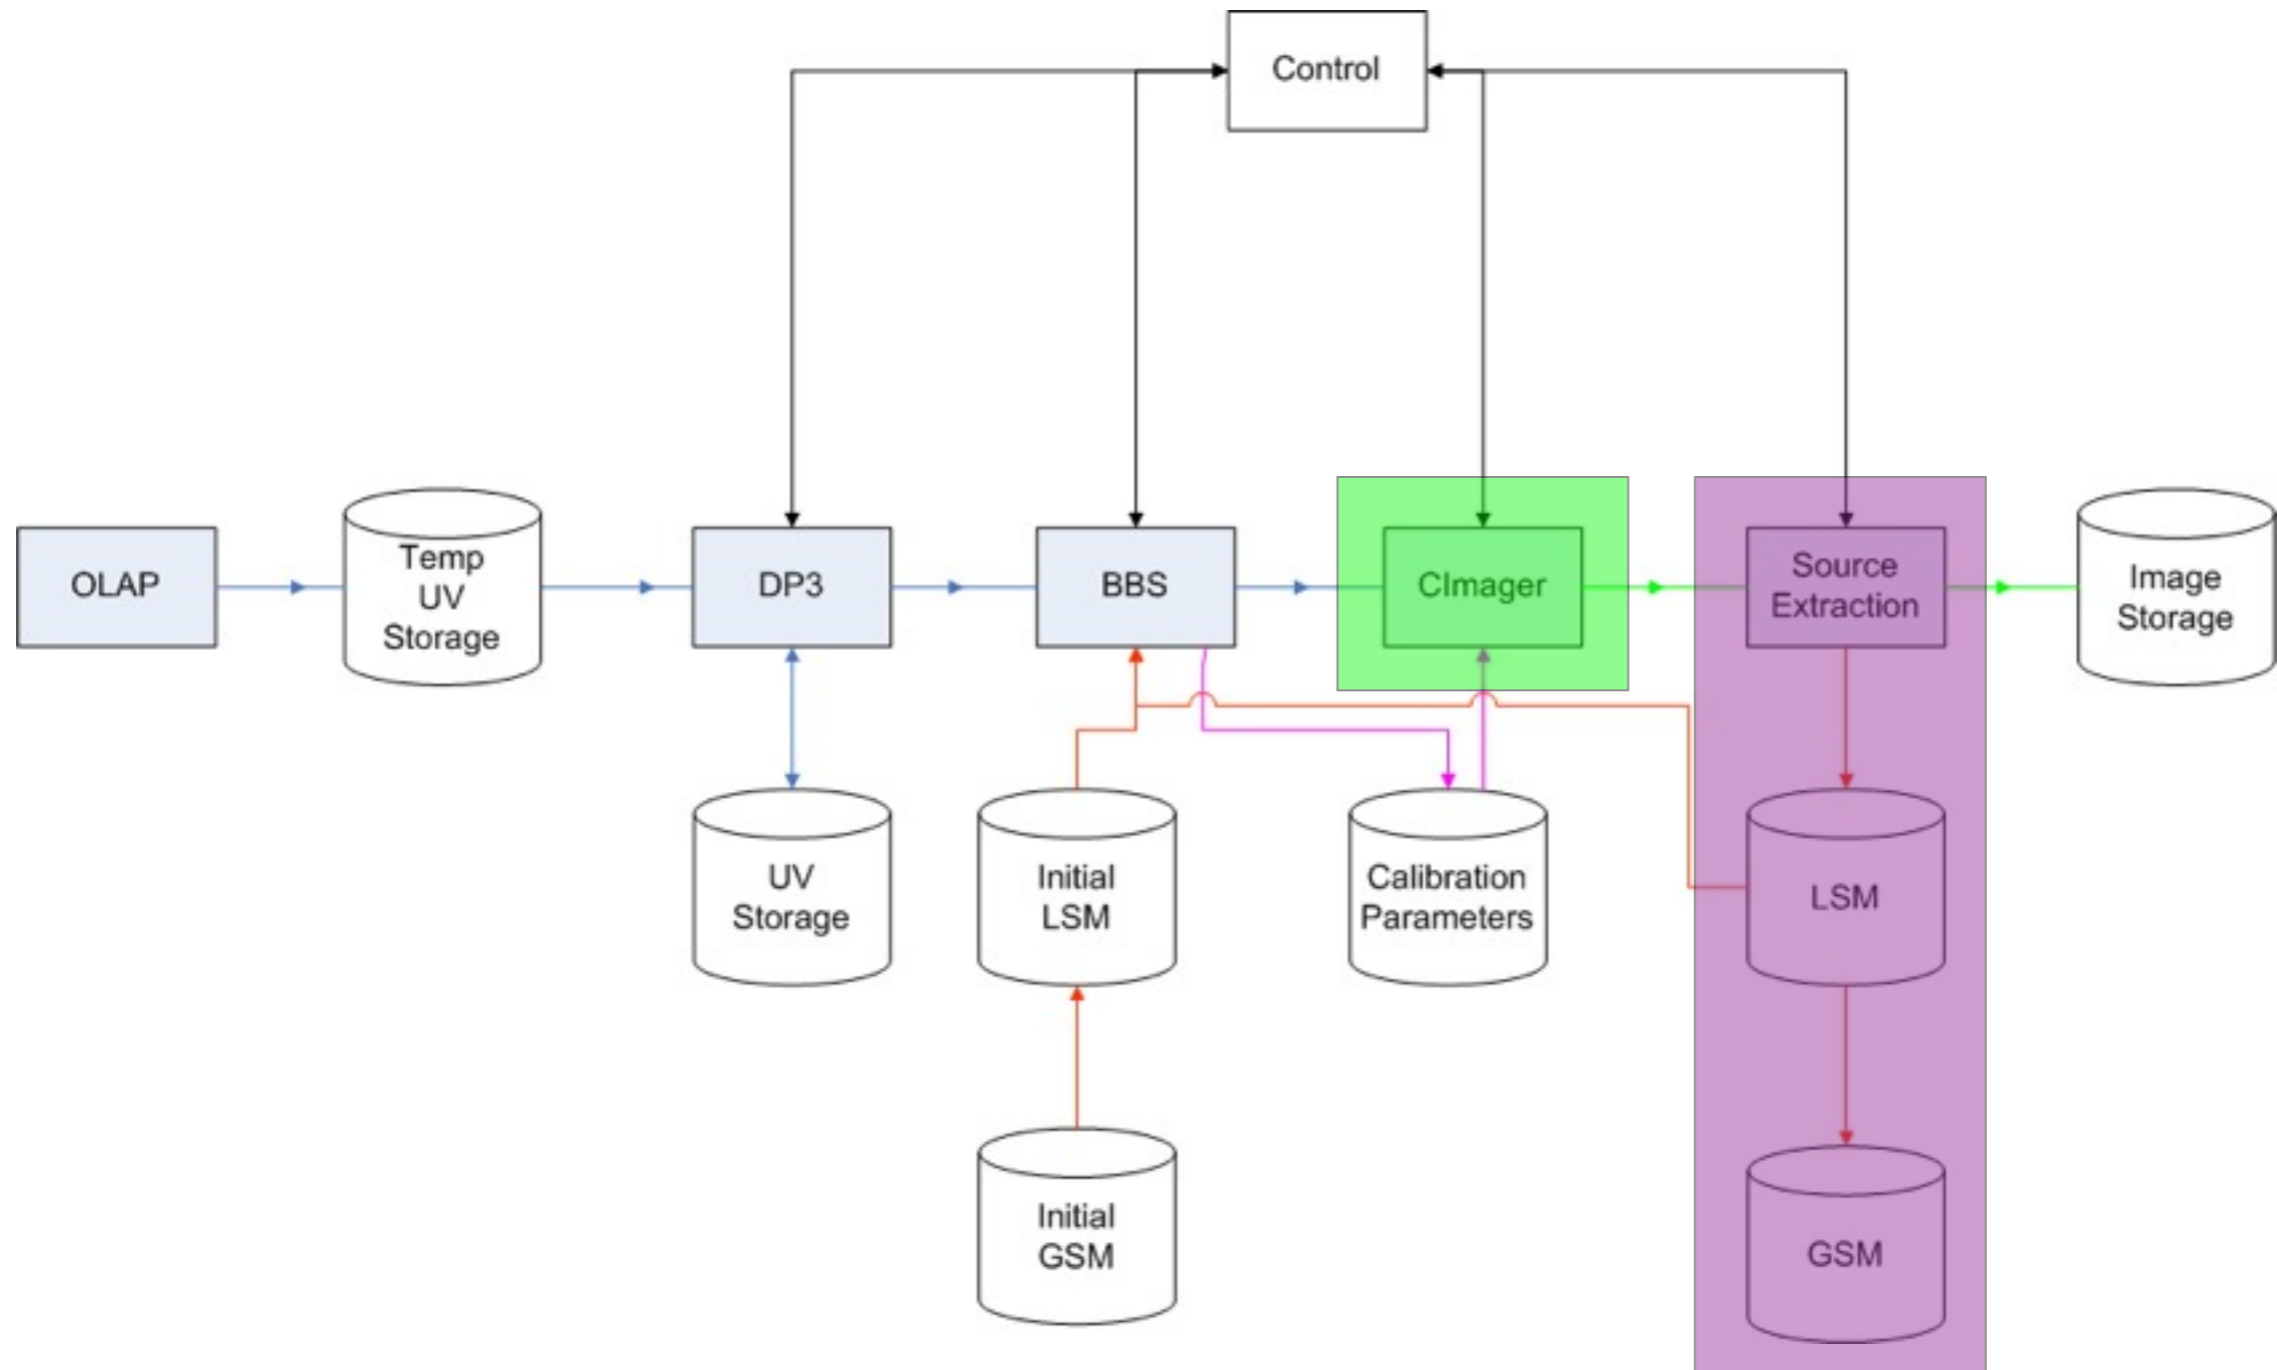 Control
OLAP
Temp
UV
Storage
DP3
BBS
CImager
Source
Extraction
Image
Storage
UV
Storage
Initial
LSM
Calibration
Parameters
LSM
Initial
GSM
GSM